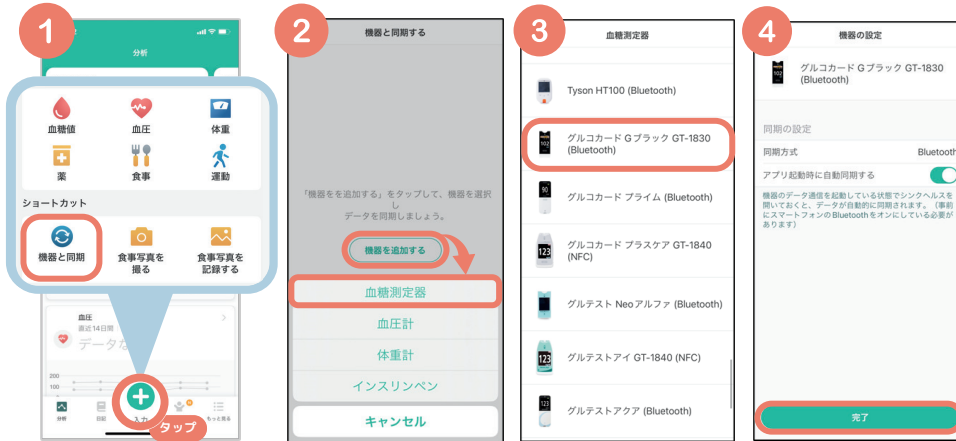 1
分析
血糖値
血圧
体重
薬
食事
運動
ショートカット
機器と同期
食事写真を
撮る
食事写真を
記録する
血圧
直近14日間
データな
200
100
分析
日記
入力
もっと見る
タップ
2
機器と同期する
「機器をを追加する」をタップして、機器を選択
し
データを同期しましょう。
機器を追加する
血糖測定器
血圧計
体重計
インスリンペン
キャンセル
3
血糖測定器
Tyson HT100 (Bluetooth)
グルコカード Gブラック GT-1830
(Bluetooth)
グルコカード プライム (Bluetooth)
グルコカード プラスケア GT-1840
(NFC)
グルテスト Neoアルファ (Bluetooth)
グルテストアイ GT-1840 (NFC)
グルテストアクア (Bluetooth)
4
機器の設定
グルコカード Gブラック GT-1830
(Bluetooth)
同期の設定
同期方式
Bluetooth
アプリ起動時に自動同期する
機器のデータ通信を起動している状態でシンクヘルスを
開いておくと、データが自動的に同期されます。（事前
にスマートフォンのBluetoothをオンにしている必要が
あります）
完了